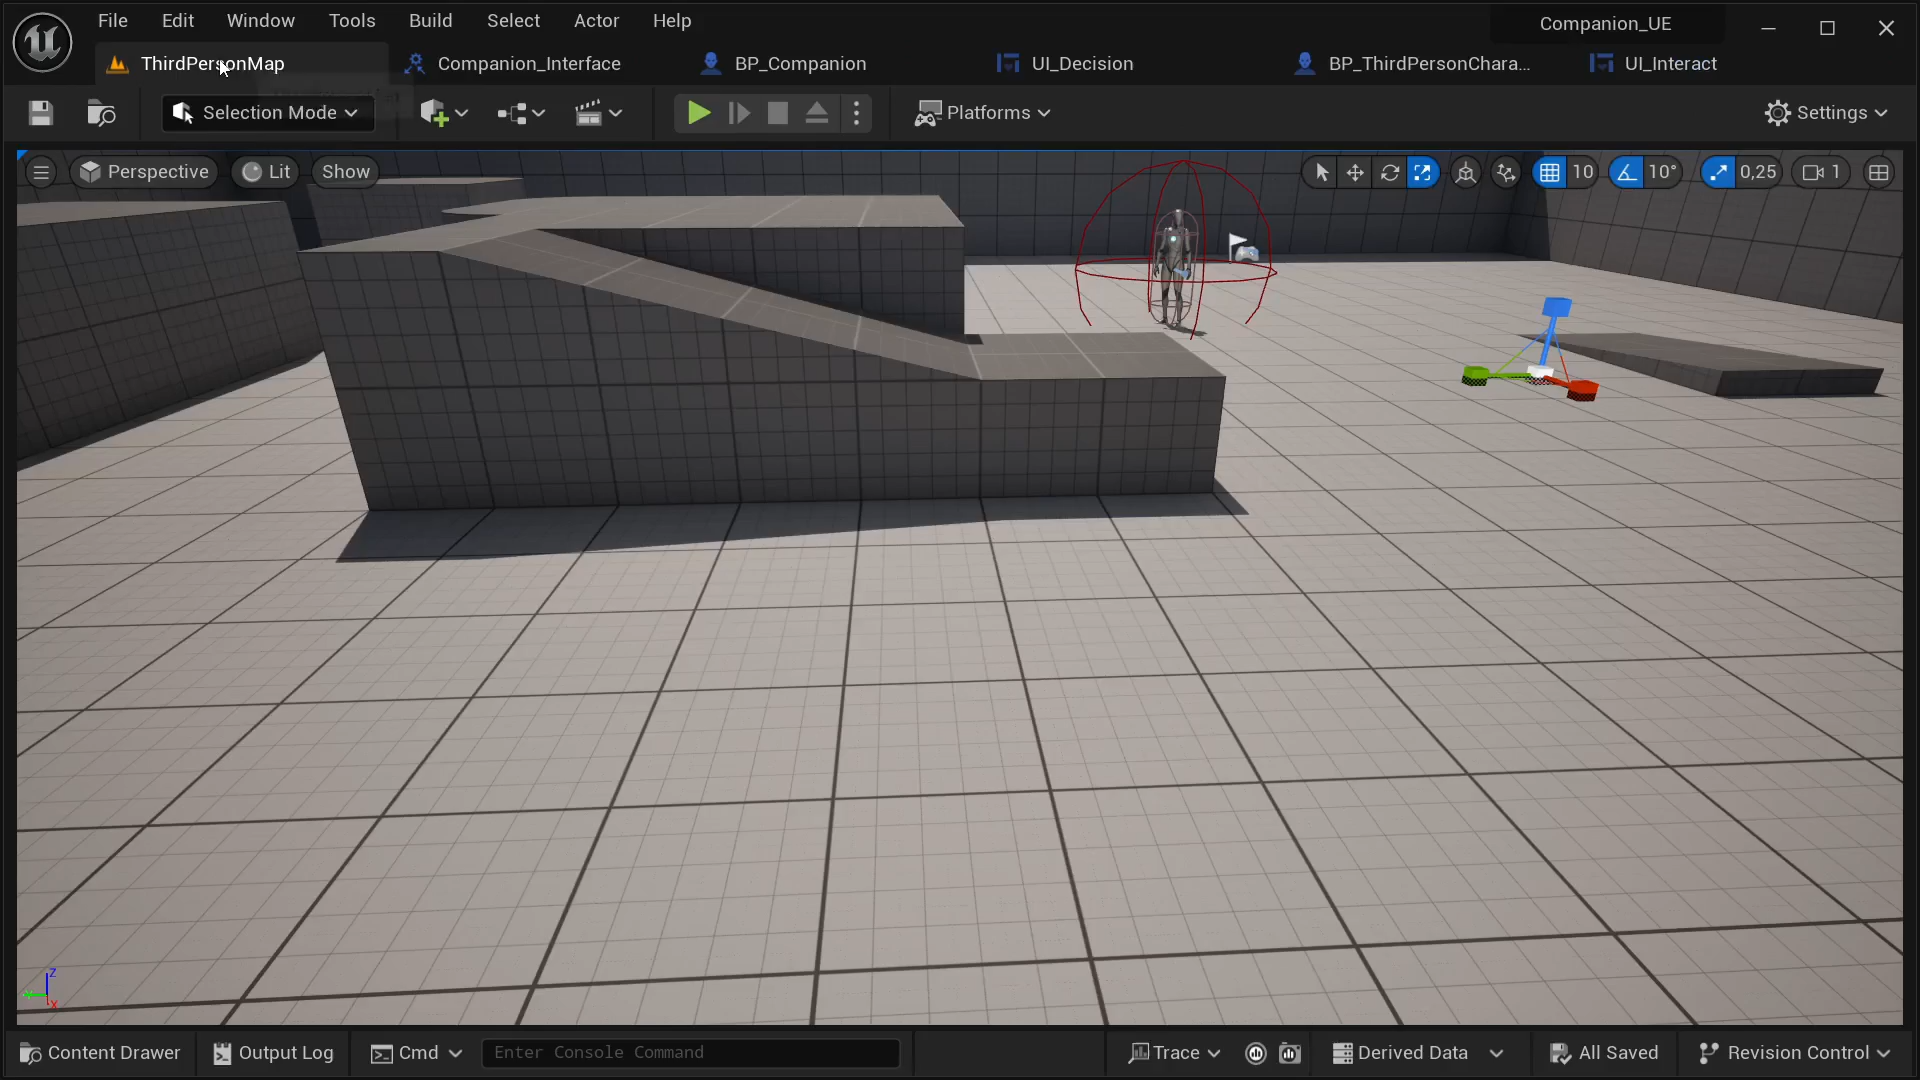 File Edit Window Tools Build Select Actor Help Companion_UE
ThirdPersonMap Companion_Interface BP_Companion UI_Decision BP_ThirdPersonChara... UI_Interact
Selection Mode Platforms Settings
Perspective Lit Show 10 10° 0,25 1
Z
Y
X
Content Drawer Output Log Cmd Enter Console Command Trace Derived Data All Saved Revision Control